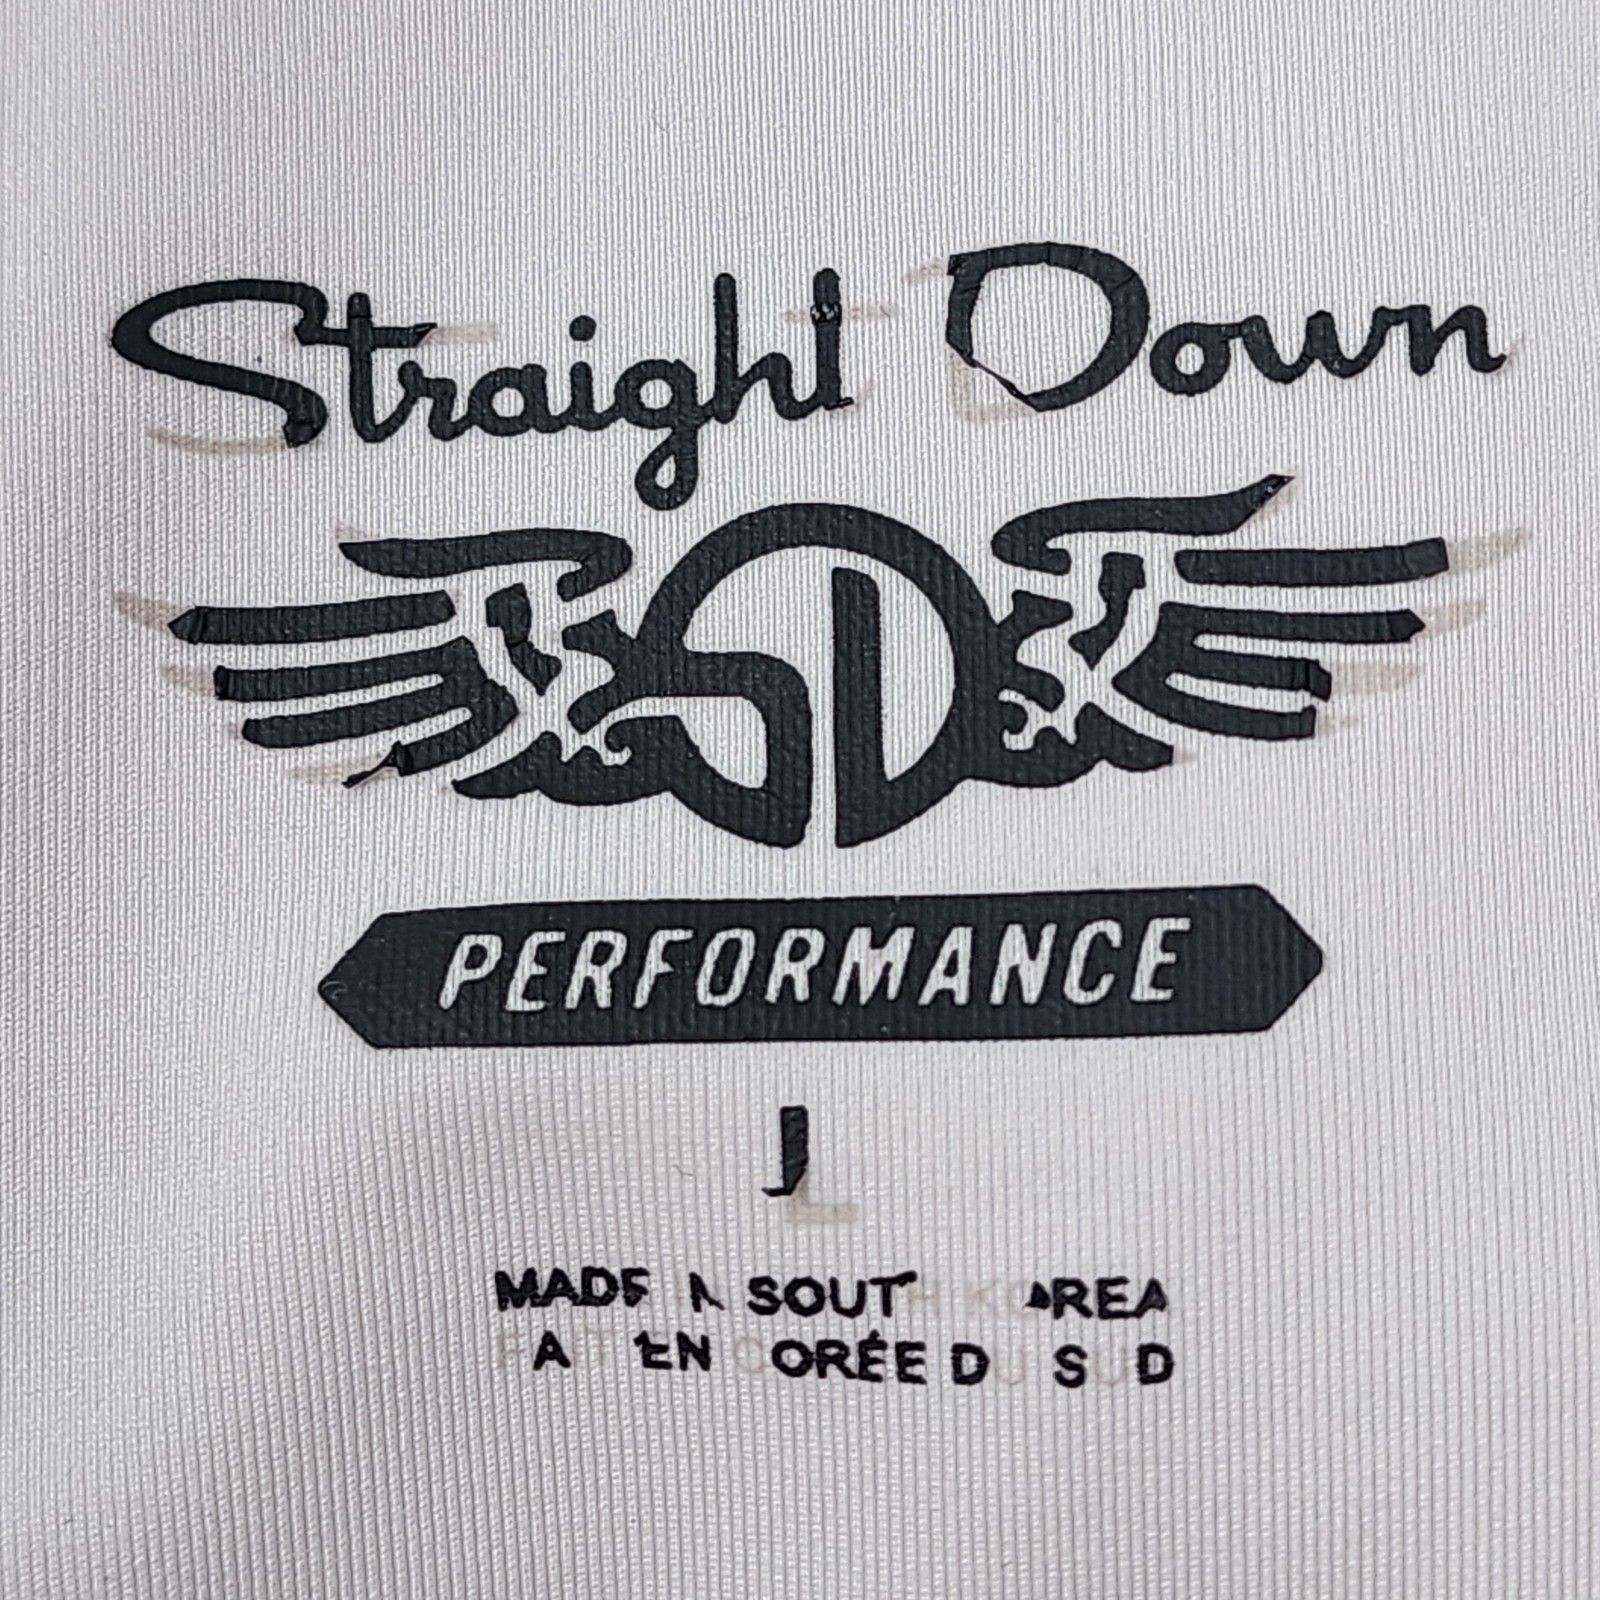 Straight Down
SD
PERFORMANCE
L
MADE IN SOUTH KOREA
FAIT EN CORÉE DU SUD